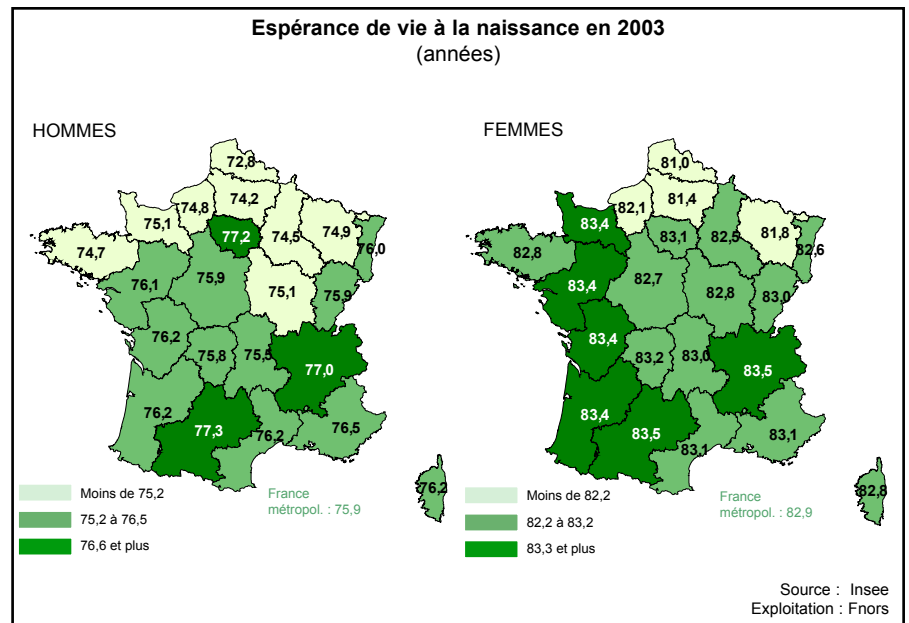 Espérance de vie à la naissance en 2003
(années)
HOMMES
72,8
74,2
74,8
75,1
77,2
74,5
74,9
76,0
74,7
76,1
75,9
75,1
75,9
76,2
75,8
75,5
77,0
76,2
77,3
76,2
76,5
76,2
Moins de 75,2
75,2 à 76,5
76,6 et plus
France
métropol. : 75,9
FEMMES
81,0
82,1
81,4
83,4
83,1
82,5
81,8
82,6
82,8
83,4
82,7
82,8
83,0
83,4
83,2
83,0
83,5
83,4
83,5
83,1
83,1
82,8
Moins de 82,2
82,2 à 83,2
83,3 et plus
France
métropol. : 82,9
Source : Insee
Exploitation : Fnors